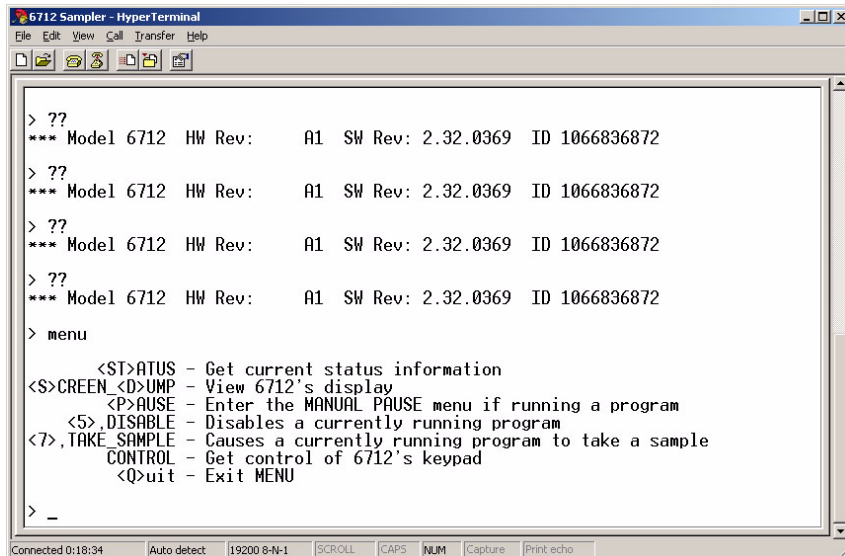 6712 Sampler - HyperTerminal
File Edit View Call Transfer Help
> ??
*** Model 6712 HW Rev: A1 SW Rev: 2.32.0369 ID 1066836872
> ??
*** Model 6712 HW Rev: A1 SW Rev: 2.32.0369 ID 1066836872
> ??
*** Model 6712 HW Rev: A1 SW Rev: 2.32.0369 ID 1066836872
> ??
*** Model 6712 HW Rev: A1 SW Rev: 2.32.0369 ID 1066836872
> menu
<ST>ATUS - Get current status information
<S>CREEN_<D>UMP - View 6712's display
<P>AUSE - Enter the MANUAL PAUSE menu if running a program
<5>,DISABLE - Disables a currently running program
<7>,TAKE_SAMPLE - Causes a currently running program to take a sample
CONTROL - Get control of 6712's keypad
<Q>uit - Exit MENU
> _
Connected 0:18:34 Auto detect 19200 8-N-1 SCROLL CAPS NUM Capture Print echo